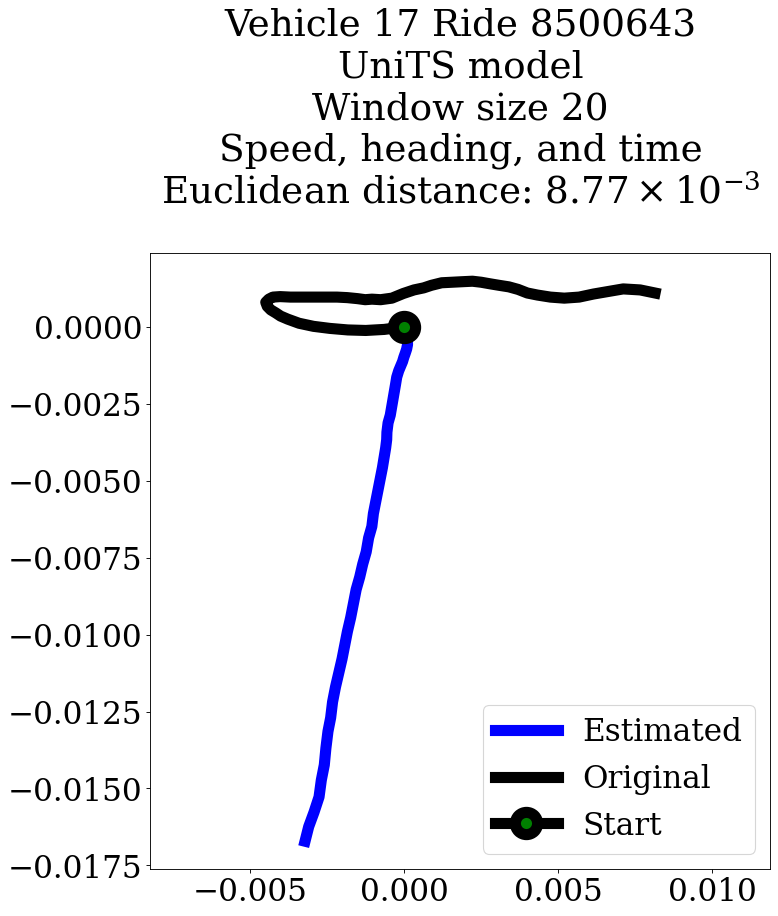 Vehicle 17 Ride 8500643
UniTS model
Window size 20
Speed, heading, and time
Euclidean distance: 8.77 × 10⁻³
0.0000
−0.0025
−0.0050
−0.0075
−0.0100
−0.0125
−0.0150
−0.0175
−0.005 0.000 0.005 0.010
Estimated
Original
Start